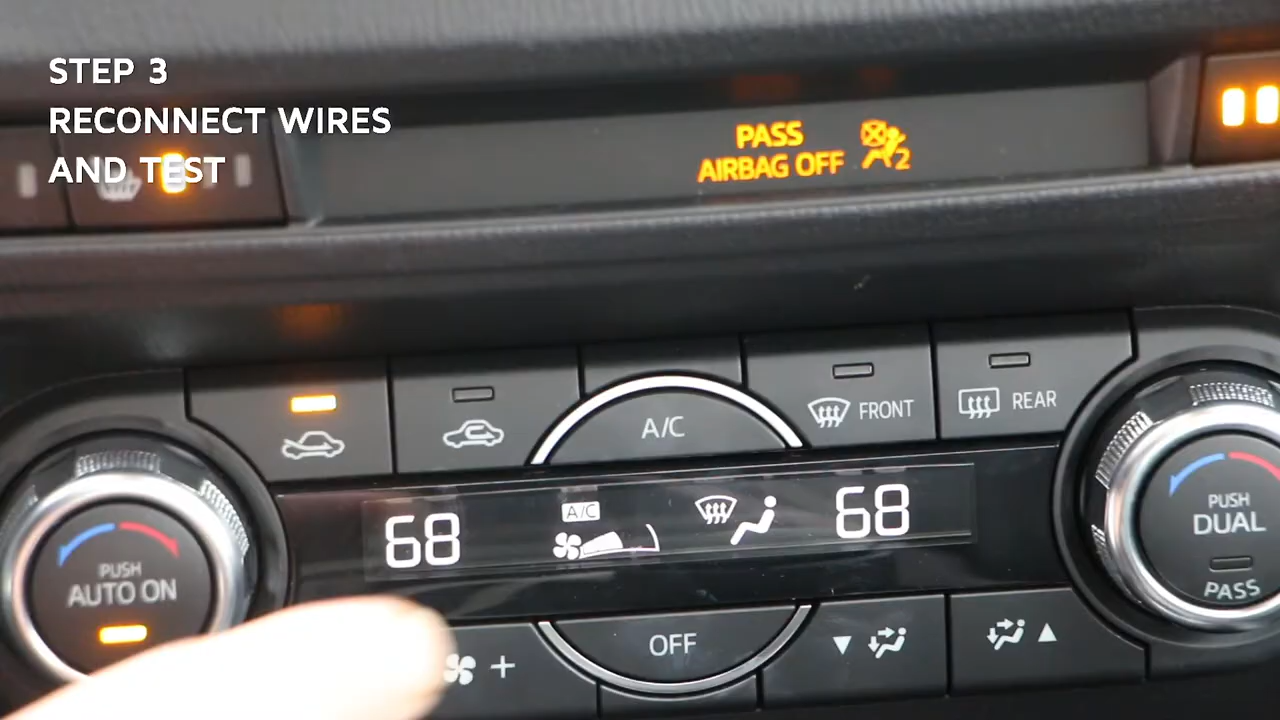 STEP 3
RECONNECT WIRES
AND TEST
PASS
AIRBAG OFF
2
A/C
FRONT
REAR
68
A/C
68
PUSH
AUTO ON
PUSH
DUAL
PASS
+
OFF